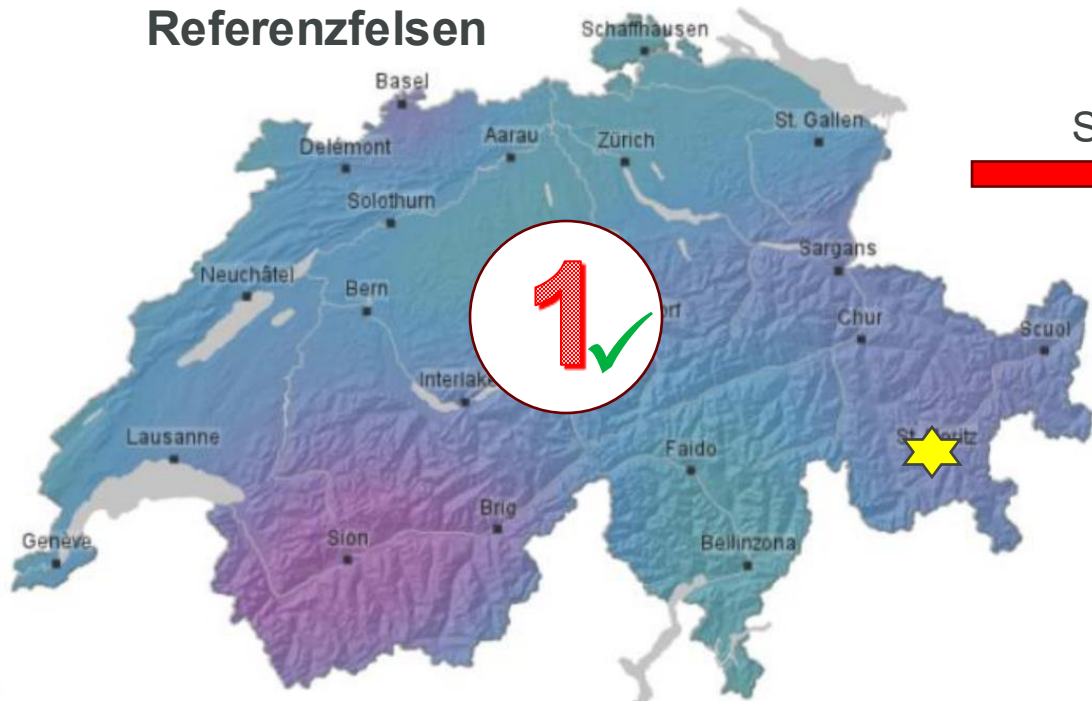 Referenzfelsen
Schaffhausen
Basel
St. Gallen
S
Delémont
Aarau
Zürich
Solothurn
Sargans
Neuchâtel
Bern
1
Chur
Scuol
Interlake
Lausanne
Faido
Brig
Genève
Sion
Bellinzona